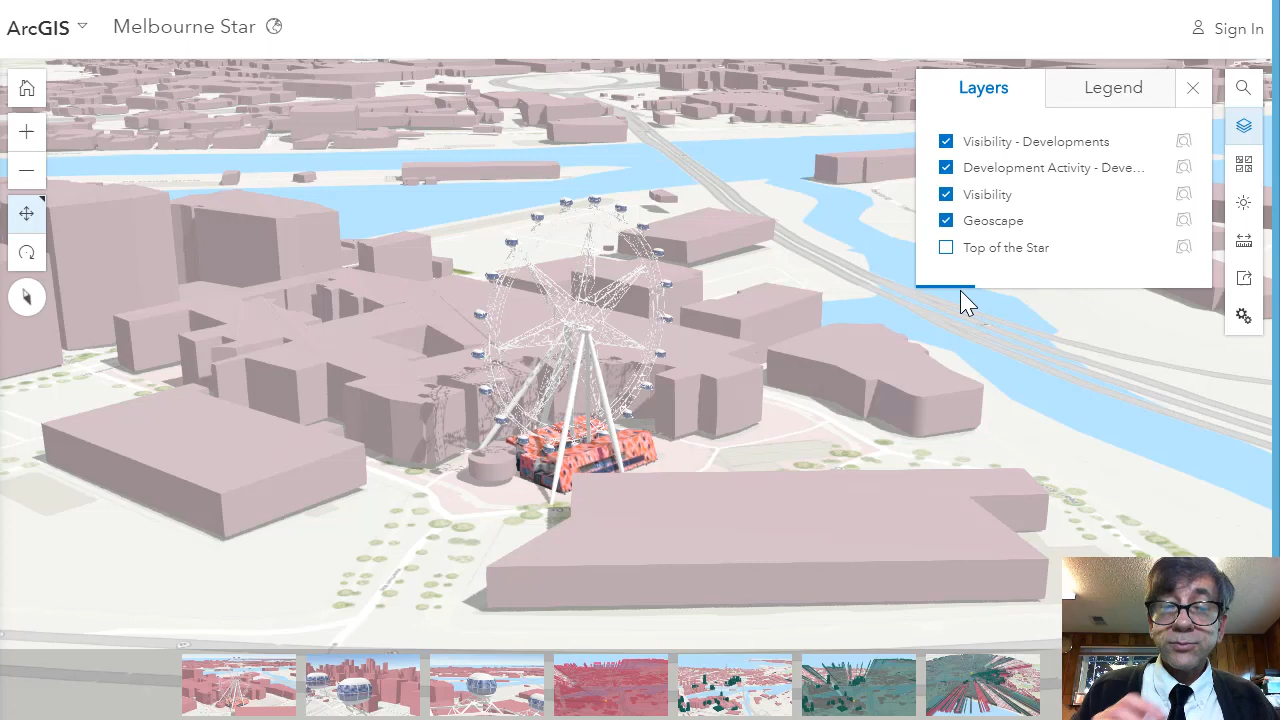 ArcGIS
Melbourne Star
Sign In
Layers
Legend
Visibility - Developments
Development Activity - Deve...
Visibility
Geoscape
Top of the Star